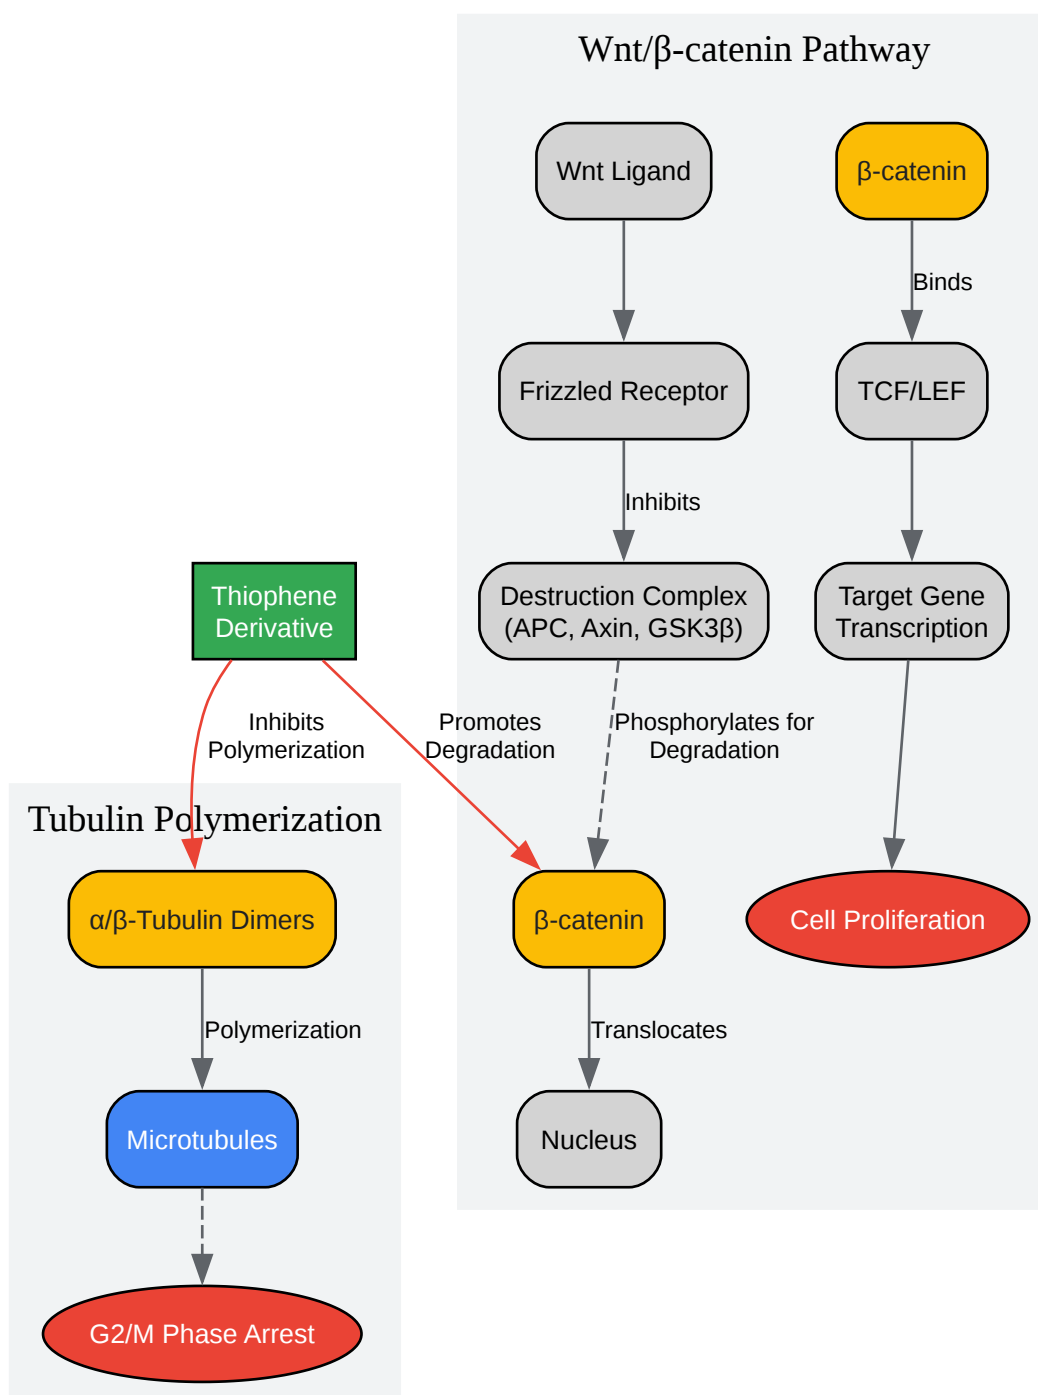 Wnt/β-catenin Pathway
Wnt Ligand
β-catenin
Binds
Frizzled Receptor
TCF/LEF
Inhibits
Thiophene
Derivative
Destruction Complex
(APC, Axin, GSK3β)
Target Gene
Transcription
Inhibits
Polymerization
Promotes
Degradation
Phosphorylates for
Degradation
Tubulin Polymerization
α/β-Tubulin Dimers
β-catenin
Cell Proliferation
Polymerization
Translocates
Microtubules
Nucleus
G2/M Phase Arrest